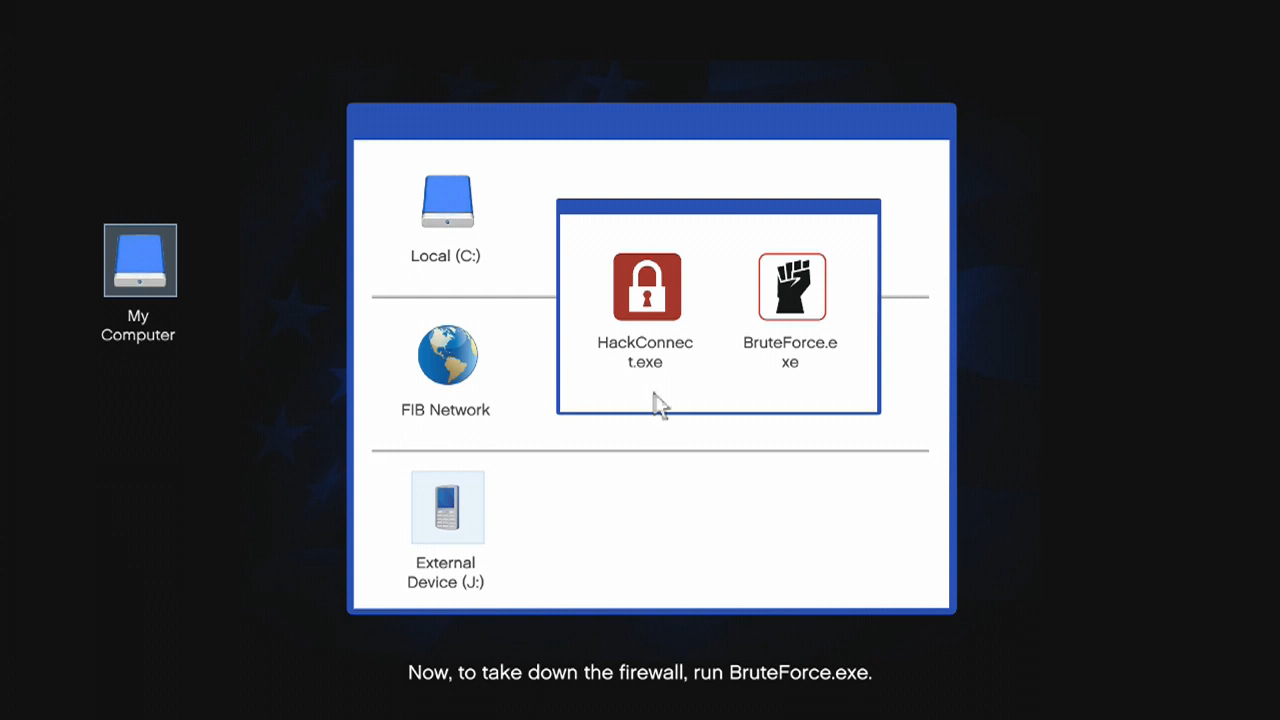 Local (C:)
My
Computer
HackConnec
t.exe
BruteForce.e
xe
FIB Network
External
Device (J:)
Now, to take down the firewall, run BruteForce.exe.